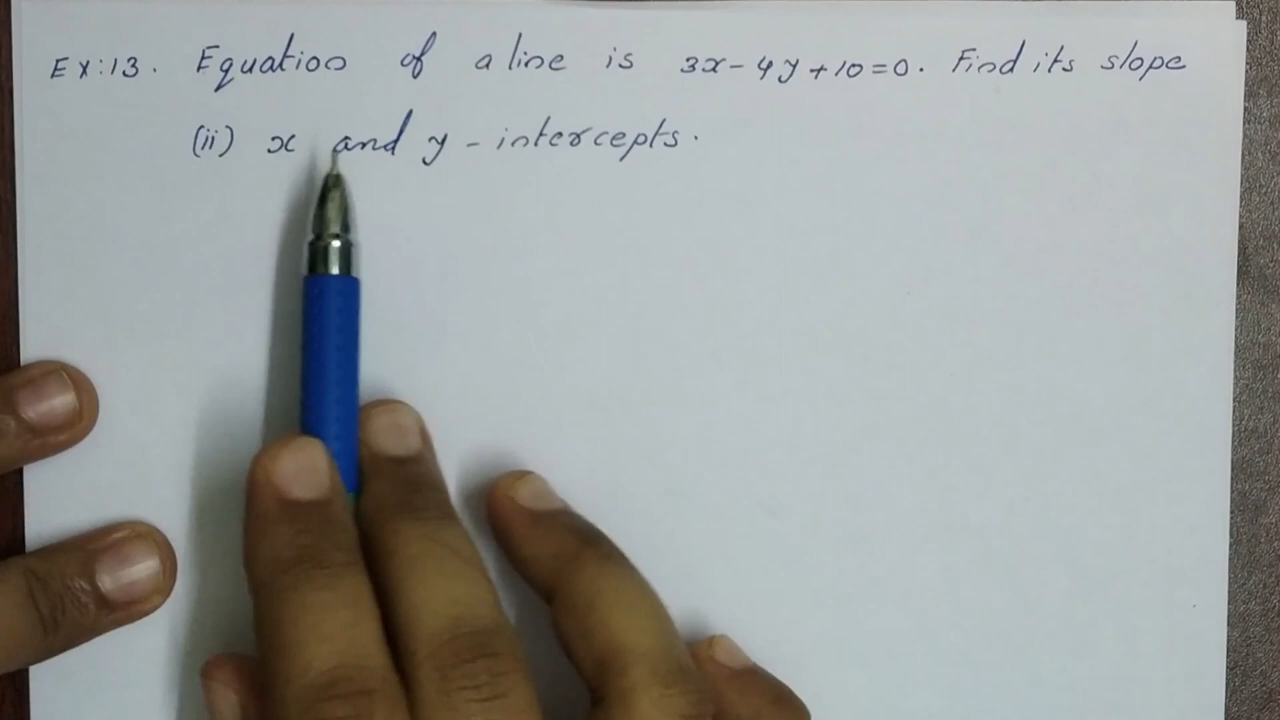 Ex:13. Equation of a line is 3x-4y+10=0. Find its slope
(ii) x and y-intercepts.